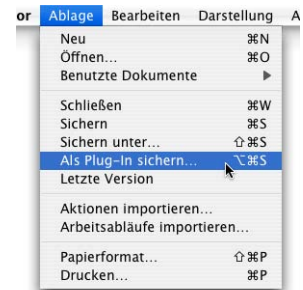 or Ablage Bearbeiten Darstellung A
Neu ⌘N
Öffnen... ⌘O
Benutzte Dokumente ▶
Schließen ⌘W
Sichern ⌘S
Sichern unter... ⇧⌘S
Als Plug-In sichern... ⌥⌘S
Letzte Version
Aktionen importieren...
Arbeitsabläufe importieren...
Papierformat... ⇧⌘P
Drucken... ⌘P